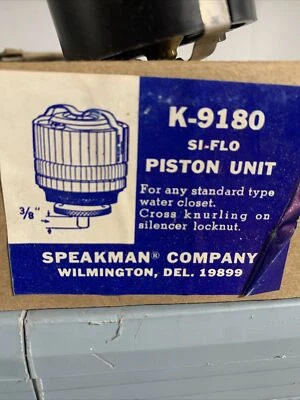 K-9180
SI-FLO
PISTON UNIT
For any standard type
water closet.
Cross knurling on
silencer locknut.
3/8"
SPEAKMAN® COMPANY
WILMINGTON, DEL. 19899